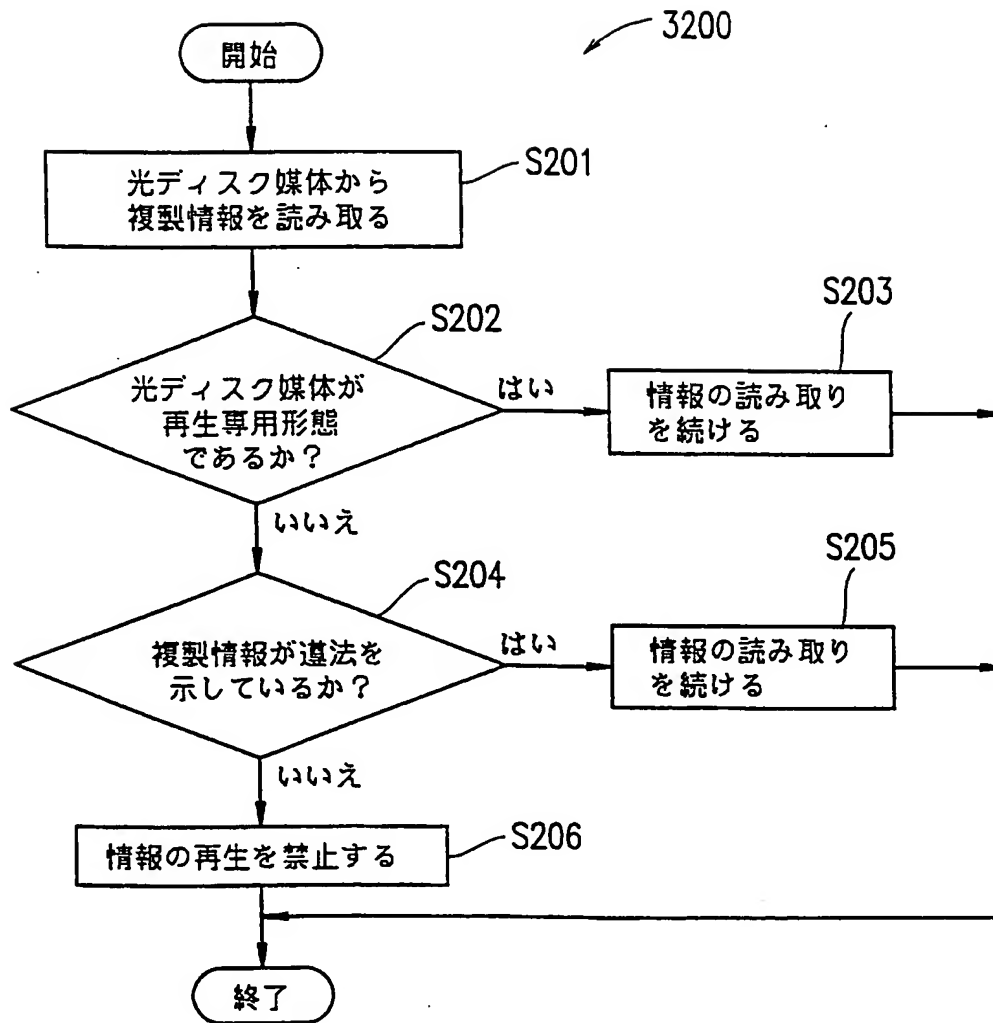 3200
開始
S201
光ディスク媒体から
複製情報を読み取る
S202
光ディスク媒体が
再生専用形態
であるか？
はい
S203
情報の読み取り
を続ける
いいえ
S204
複製情報が遵法を
示しているか？
はい
S205
情報の読み取り
を続ける
いいえ
S206
情報の再生を禁止する
終了